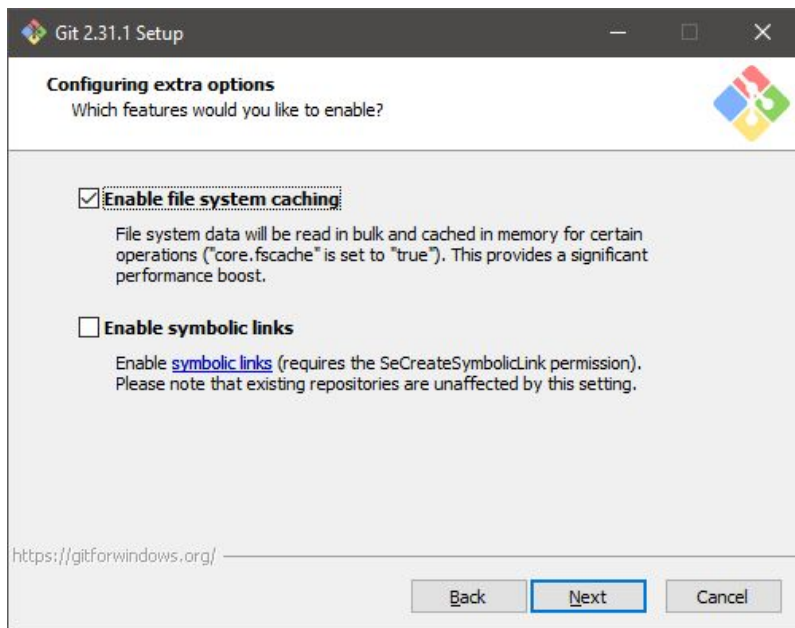 Git 2.31.1 Setup
Configuring extra options
Which features would you like to enable?
Enable file system caching
File system data will be read in bulk and cached in memory for certain
operations ("core.fscache" is set to "true"). This provides a significant
performance boost.
Enable symbolic links
Enable symbolic links (requires the SeCreateSymbolicLink permission).
Please note that existing repositories are unaffected by this setting.
https://gitforwindows.org/
Back
Next
Cancel